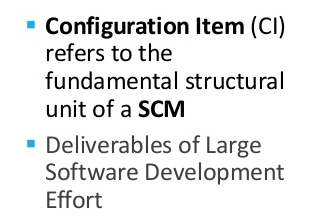 ▪ Configuration Item (CI)
refers to the
fundamental structural
unit of a SCM
▪ Deliverables of Large
Software Development
Effort